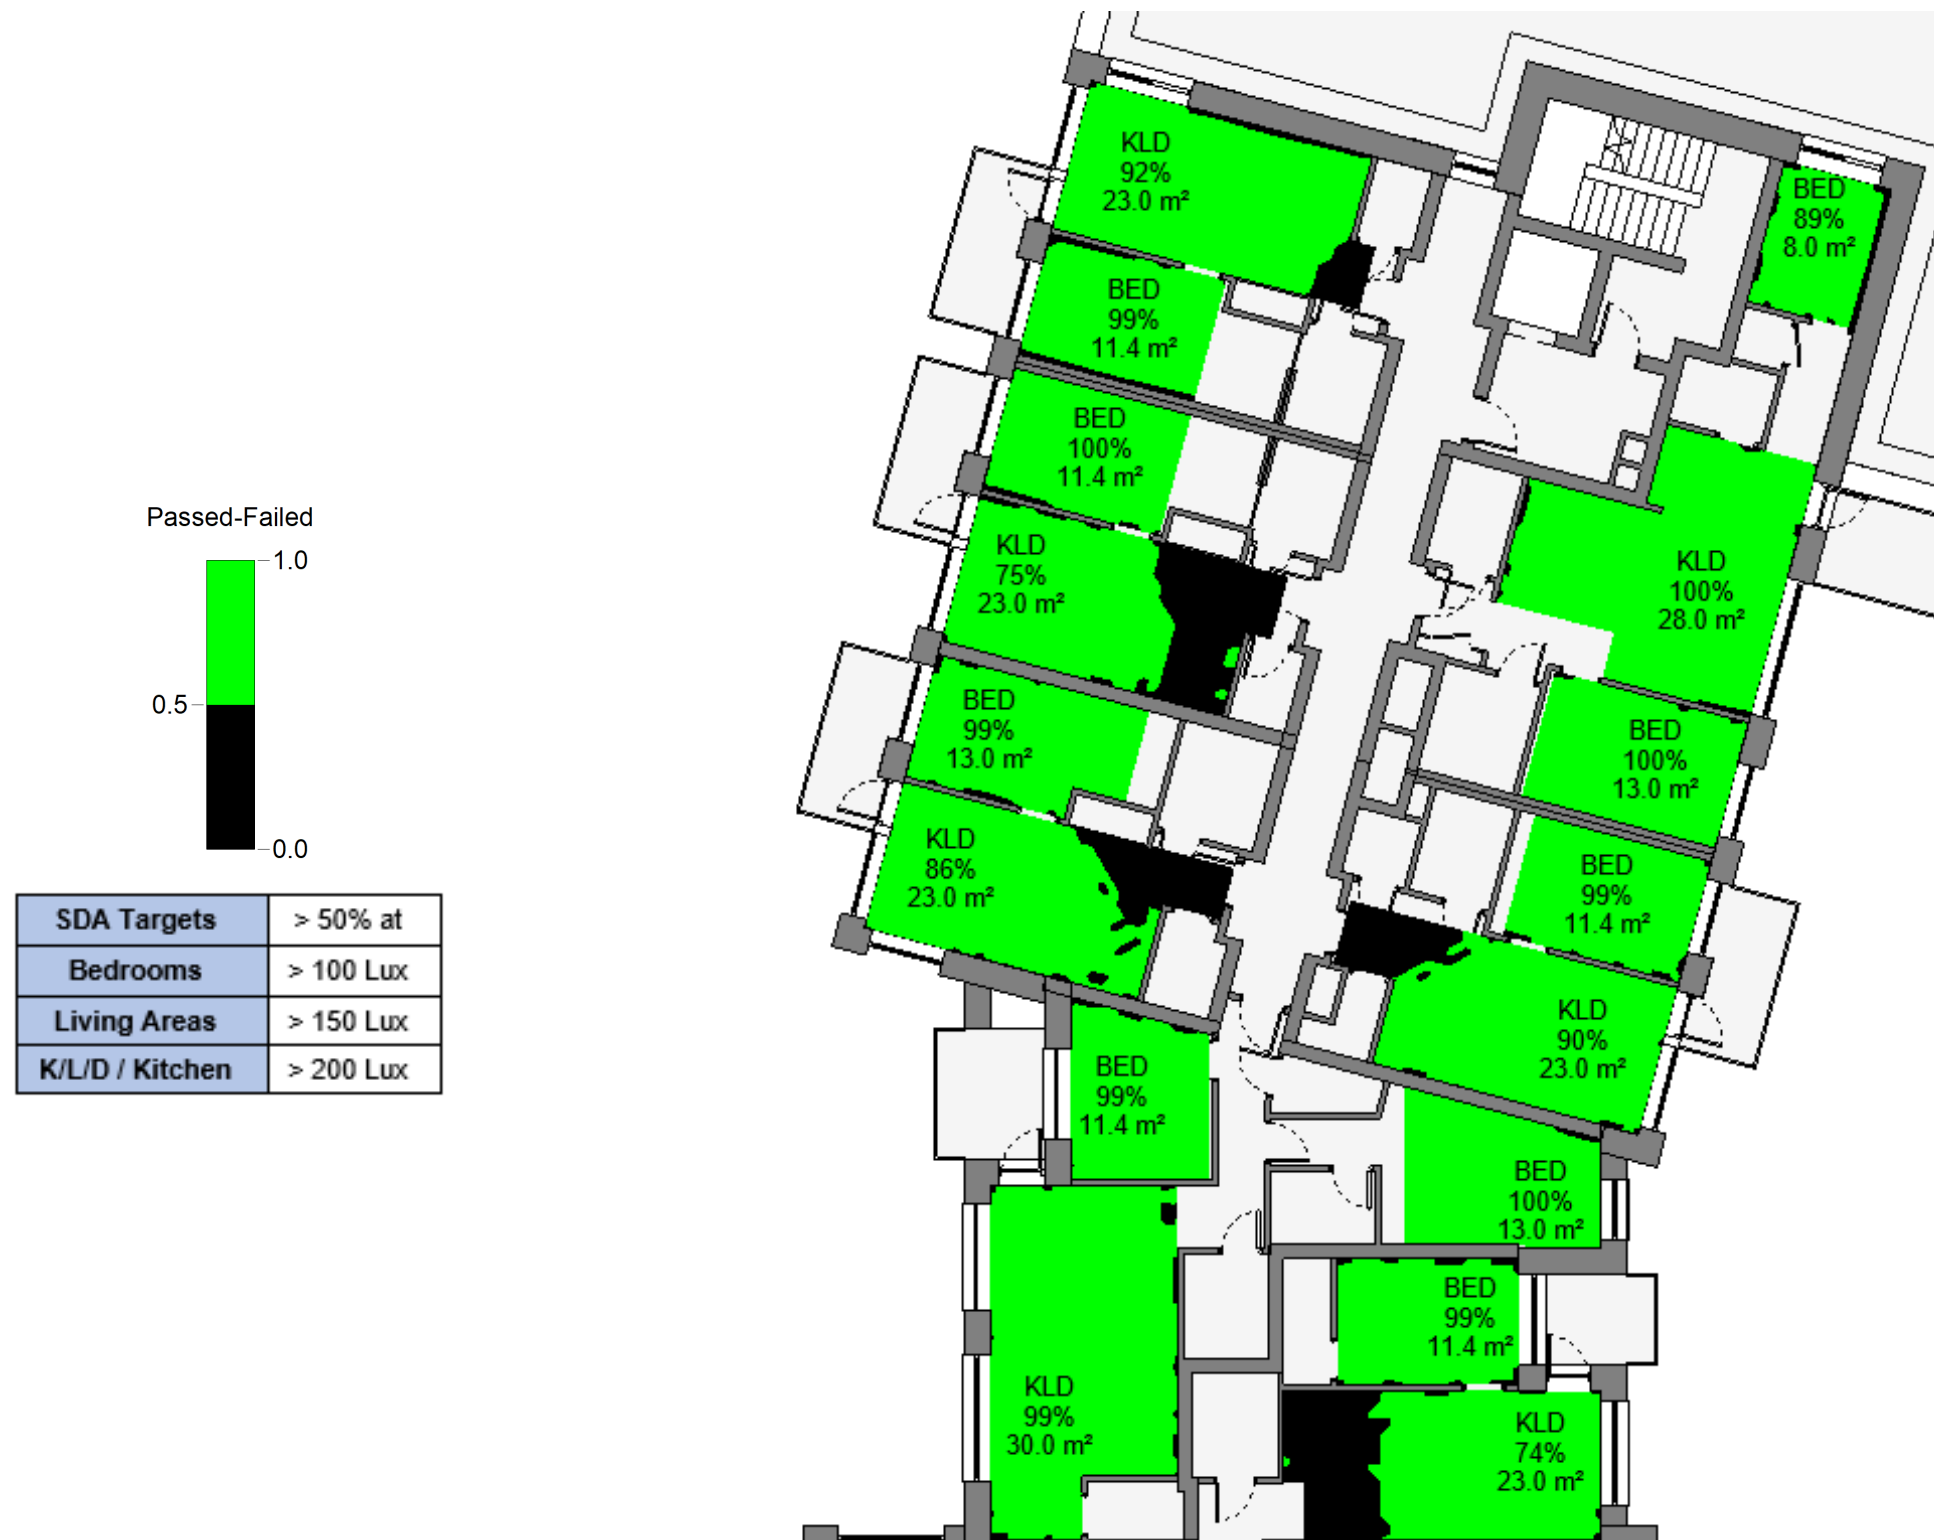 Passed-Failed
1.0
0.5
0.0
SDA Targets > 50% at
Bedrooms > 100 Lux
Living Areas > 150 Lux
K/L/D / Kitchen > 200 Lux
KLD
92%
23.0 m²
BED
89%
8.0 m²
BED
99%
11.4 m²
BED
100%
11.4 m²
KLD
75%
23.0 m²
KLD
100%
28.0 m²
BED
99%
13.0 m²
BED
100%
13.0 m²
KLD
86%
23.0 m²
BED
99%
11.4 m²
KLD
90%
23.0 m²
BED
99%
11.4 m²
BED
100%
13.0 m²
BED
99%
11.4 m²
KLD
99%
30.0 m²
KLD
74%
23.0 m²